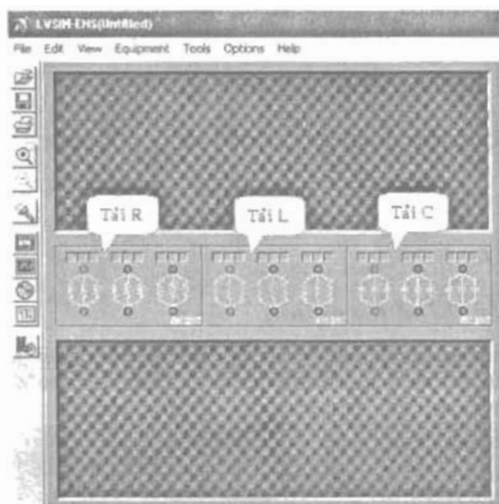 LVSIM-EMS(Untitled)
File Edit View Equipment Tools Options Help
Tải R
Tải L
Tải C